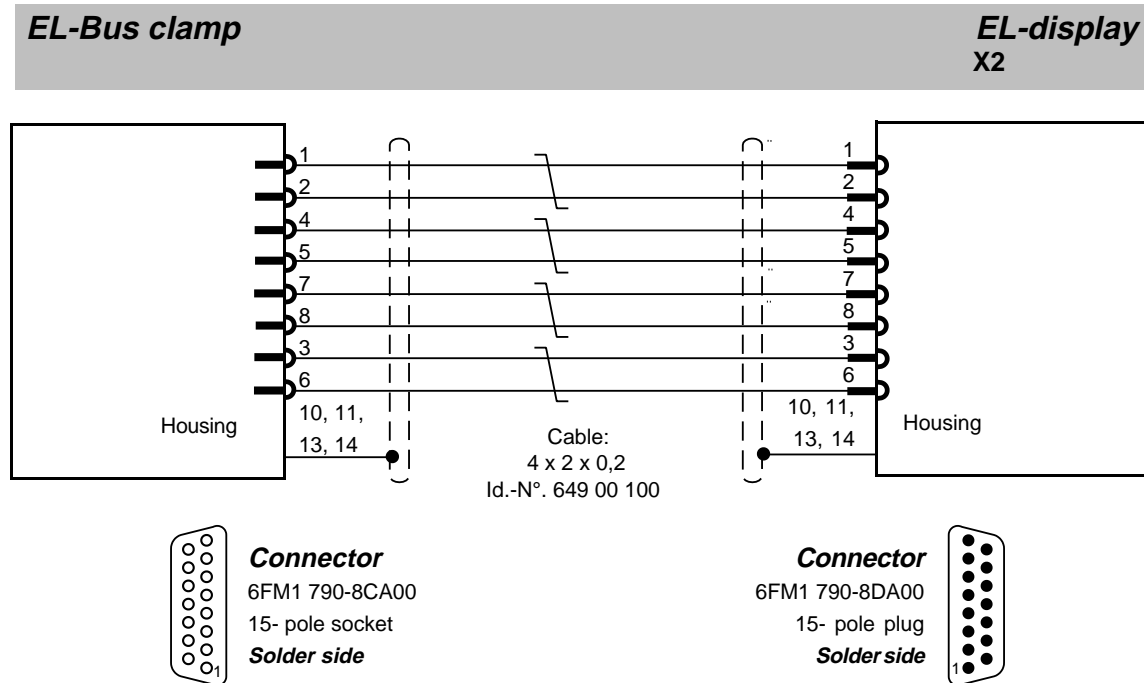 EL-Bus clamp
EL-display
X2
1
2
4
5
7
8
3
6
10, 11,
13, 14
Housing
1
2
4
5
7
8
3
6
10, 11,
13, 14
Housing
Cable:
4 x 2 x 0,2
Id.-N°. 649 00 100
Connector
6FM1 790-8CA00
15- pole socket
Solder side
1
Connector
6FM1 790-8DA00
15- pole plug
Solder side
1